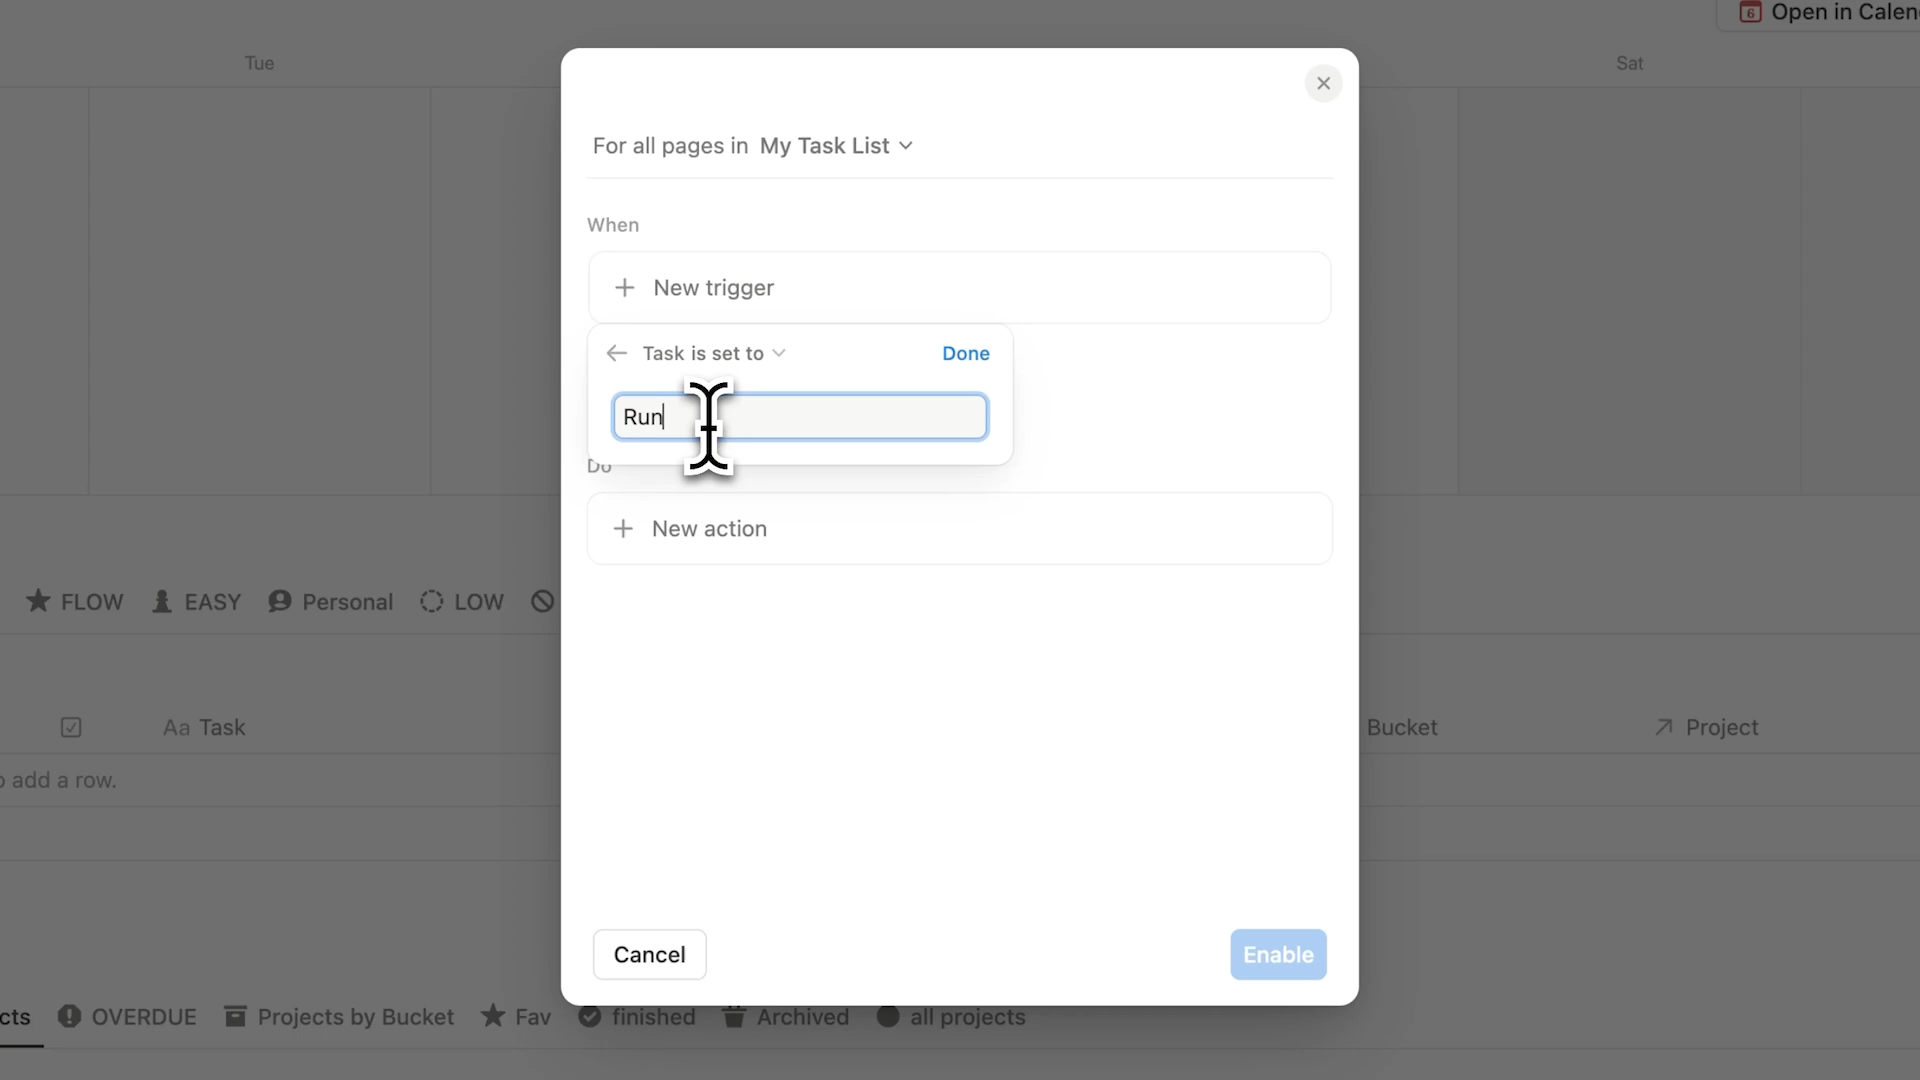 6 Open in Calen
Tue
Sat
For all pages in My Task List
When
+ New trigger
Task is set to
Done
Run
Do
+ New action
FLOW EASY Personal LOW
Aa Task
Bucket
Project
o add a row.
Cancel
Enable
cts OVERDUE Projects by Bucket Fav finished Archived all projects